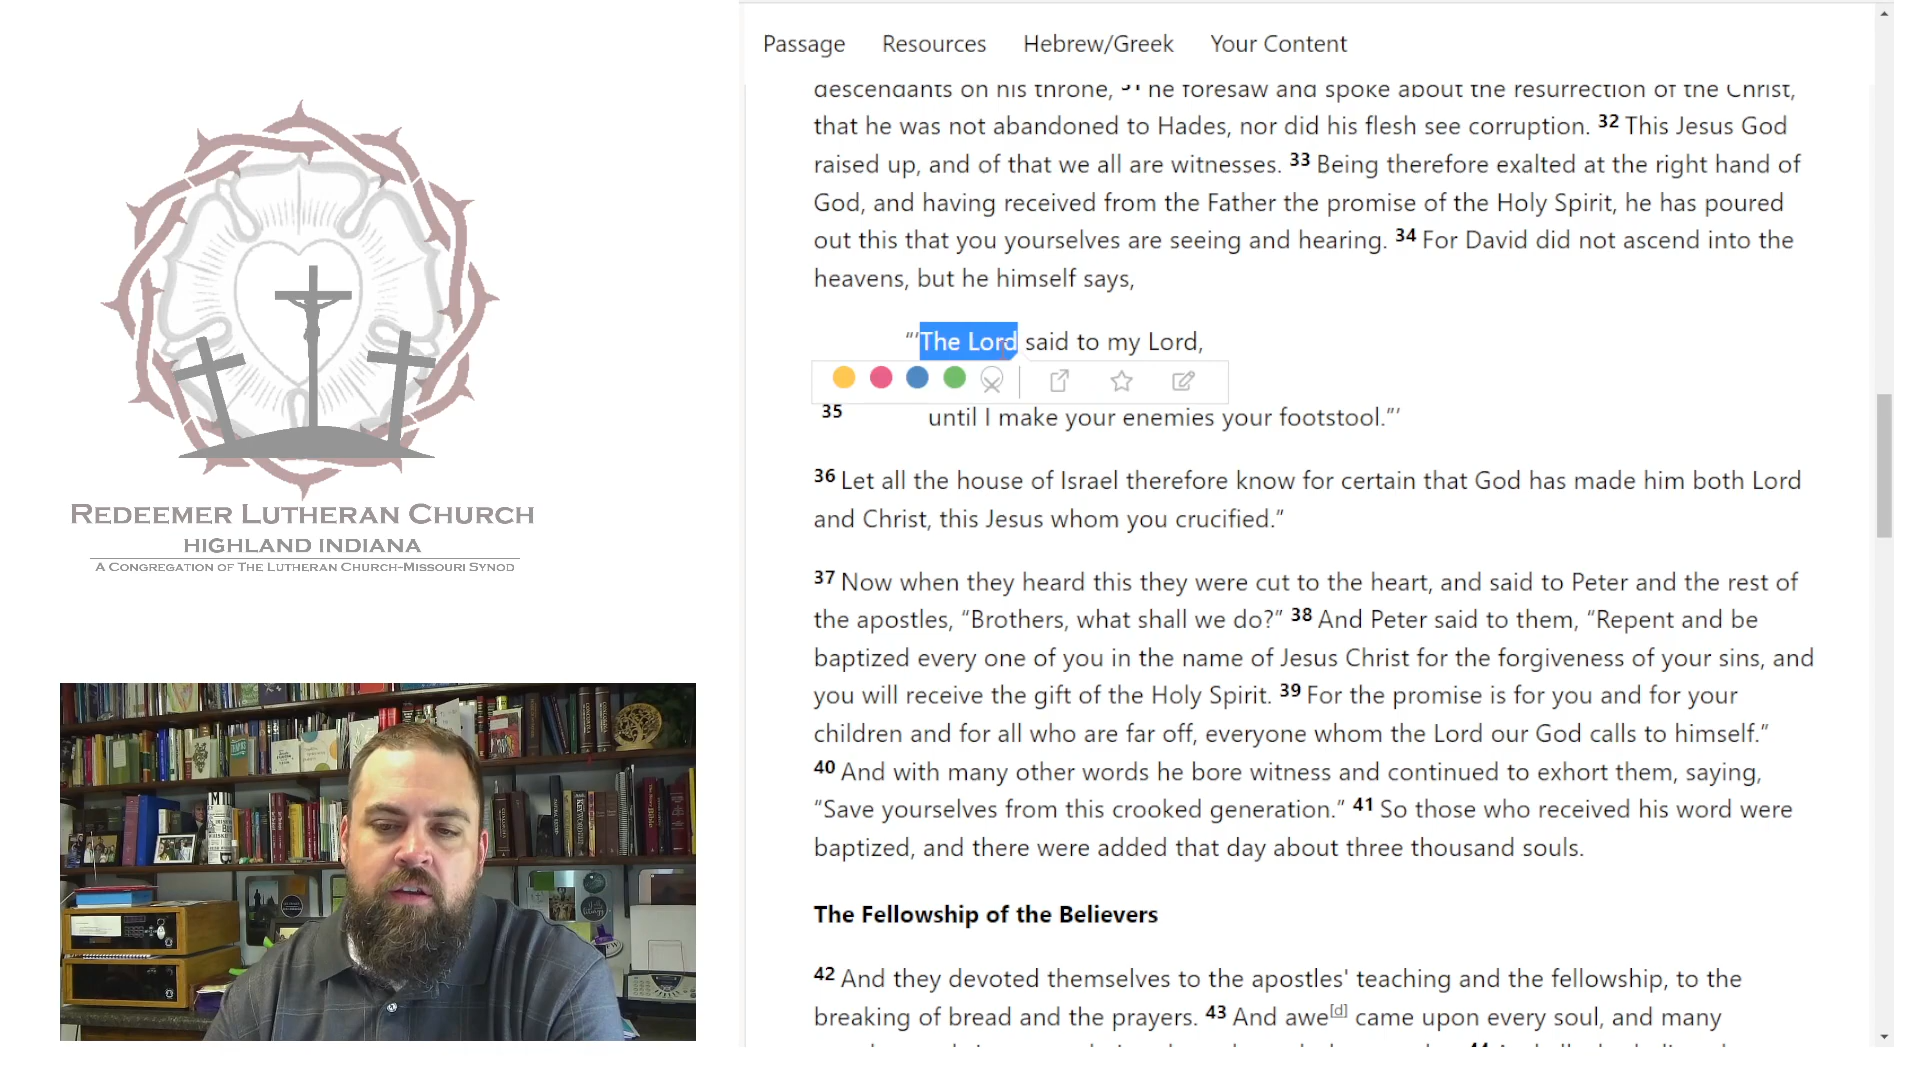 Passage Resources Hebrew/Greek Your Content
descendants on his throne, 31 he foresaw and spoke about the resurrection of the Christ,
that he was not abandoned to Hades, nor did his flesh see corruption. 32 This Jesus God
raised up, and of that we all are witnesses. 33 Being therefore exalted at the right hand of
God, and having received from the Father the promise of the Holy Spirit, he has poured
out this that you yourselves are seeing and hearing. 34 For David did not ascend into the
heavens, but he himself says,
“‘The Lord said to my Lord,
35 until I make your enemies your footstool.”’
36 Let all the house of Israel therefore know for certain that God has made him both Lord
and Christ, this Jesus whom you crucified.”
37 Now when they heard this they were cut to the heart, and said to Peter and the rest of
the apostles, “Brothers, what shall we do?” 38 And Peter said to them, “Repent and be
baptized every one of you in the name of Jesus Christ for the forgiveness of your sins, and
you will receive the gift of the Holy Spirit. 39 For the promise is for you and for your
children and for all who are far off, everyone whom the Lord our God calls to himself.”
40 And with many other words he bore witness and continued to exhort them, saying,
“Save yourselves from this crooked generation.” 41 So those who received his word were
baptized, and there were added that day about three thousand souls.
The Fellowship of the Believers
42 And they devoted themselves to the apostles' teaching and the fellowship, to the
breaking of bread and the prayers. 43 And awe[d] came upon every soul, and many
REDEEMER LUTHERAN CHURCH
HIGHLAND INDIANA
A CONGREGATION OF THE LUTHERAN CHURCH-MISSOURI SYNOD